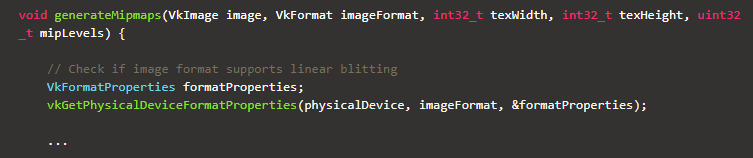 void generateMipmaps(VkImage image, VkFormat imageFormat, int32_t texWidth, int32_t texHeight, uint32
_t mipLevels) {
// Check if image format supports linear blitting
VkFormatProperties formatProperties;
vkGetPhysicalDeviceFormatProperties(physicalDevice, imageFormat, &formatProperties);
...